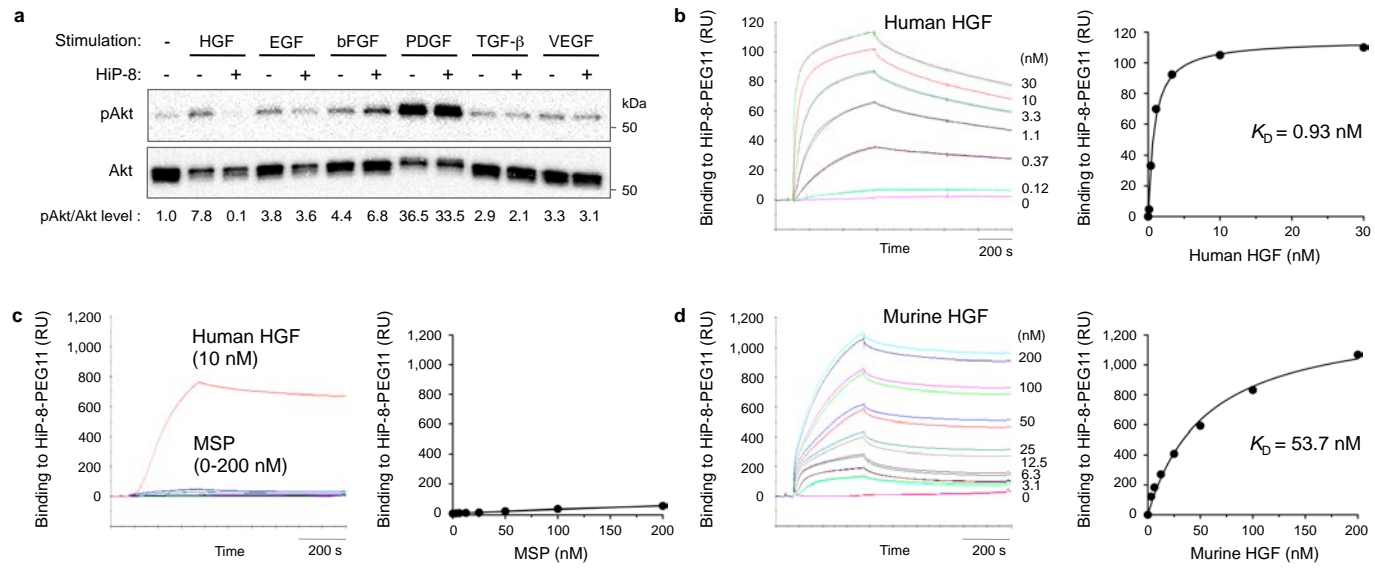 a
Stimulation: - HGF EGF bFGF PDGF TGF-β VEGF
HiP-8: - - + - + - + - + - + - +
pAkt
kDa
50
Akt
50
pAkt/Akt level : 1.0 7.8 0.1 3.8 3.6 4.4 6.8 36.5 33.5 2.9 2.1 3.3 3.1
b
Binding to HiP-8-PEG11 (RU)
120
100
80
60
40
20
0
Human HGF
(nM)
30
10
3.3
1.1
0.37
0.12
0
Time
200 s
Binding to HiP-8-PEG11 (RU)
120
100
80
60
40
20
0
KD = 0.93 nM
0 10 20 30
Human HGF (nM)
c
Binding to HiP-8-PEG11 (RU)
1,200
1,000
800
600
400
200
0
Human HGF
(10 nM)
MSP
(0-200 nM)
Time
200 s
Binding to HiP-8-PEG11 (RU)
1,200
1,000
800
600
400
200
0
0 50 100 150 200
MSP (nM)
d
Binding to HiP-8-PEG11 (RU)
1,200
1,000
800
600
400
200
0
Murine HGF
(nM)
200
100
50
25
12.5
6.3
3.1
0
Time
200 s
Binding to HiP-8-PEG11 (RU)
1,200
1,000
800
600
400
200
0
KD = 53.7 nM
0 50 100 150 200
Murine HGF (nM)